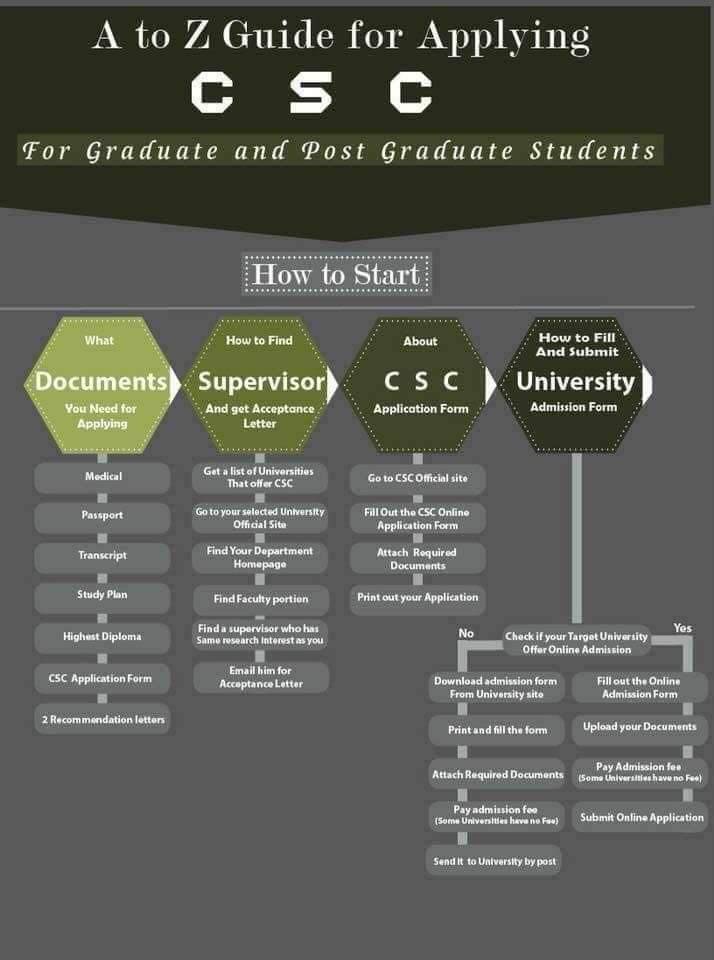 A to Z Guide for Applying
C S C
For Graduate and Post Graduate Students
How to Start
What
Documents
You Need for
Applying
Medical
Passport
Transcript
Study Plan
Highest Diploma
CSC Application Form
2 Recommendation letters
How to Find
Supervisor
And get Acceptance
Letter
Get a list of Universities
That offer CSC
Go to your selected University
Official Site
Find Your Department
Homepage
Find Faculty portion
Find a supervisor who has
Same research interest as you
Email him for
Acceptance Letter
About
C S C
Application Form
Go to CSC Official site
Fill Out the CSC Online
Application Form
Attach Required
Documents
Print out your Application
How to Fill
And Submit
University
Admission Form
Check if your Target University
Offer Online Admission
No
Download admission form
From University site
Print and fill the form
Attach Required Documents
Pay admission fee
(Some Universities have no Fee)
Send it to University by post
Yes
Fill out the Online
Admission Form
Upload your Documents
Pay Admission fee
(Some Universities have no Fee)
Submit Online Application